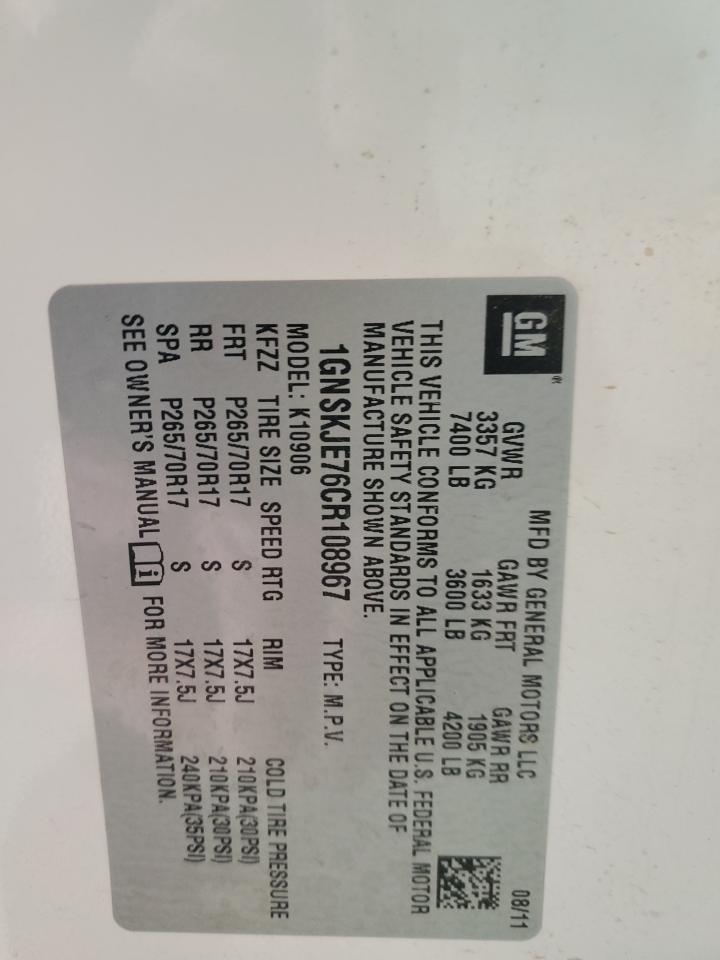 GM ®
MFD BY GENERAL MOTORS LLC 08/11
GVWR GAWR FRT GAWR RR
3357 KG 1633 KG 1905 KG
7400 LB 3600 LB 4200 LB
THIS VEHICLE CONFORMS TO ALL APPLICABLE U.S. FEDERAL MOTOR
VEHICLE SAFETY STANDARDS IN EFFECT ON THE DATE OF
MANUFACTURE SHOWN ABOVE.
1GNSKJE76CR108967 TYPE: M.P.V.
MODEL: K10906
KFZZ TIRE SIZE SPEED RTG RIM COLD TIRE PRESSURE
FRT P265/70R17 S 17X7.5J 210KPA(30PSI)
RR P265/70R17 S 17X7.5J 210KPA(30PSI)
SPA P265/70R17 S 17X7.5J 240KPA(35PSI)
SEE OWNER'S MANUAL i FOR MORE INFORMATION.